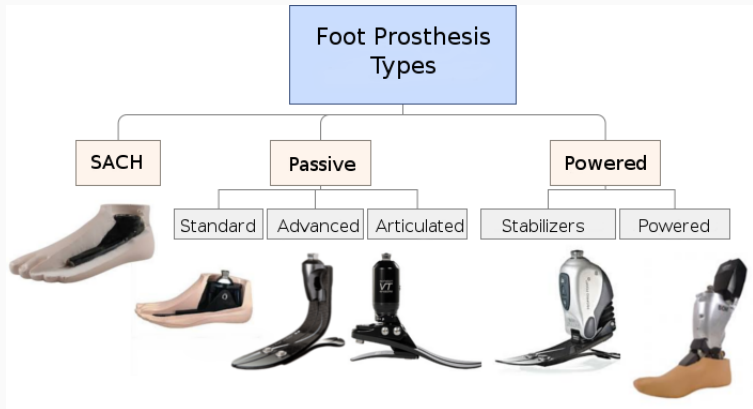 Foot Prosthesis
Types
SACH
Passive
Powered
Standard
Advanced
Articulated
Stabilizers
Powered
VT